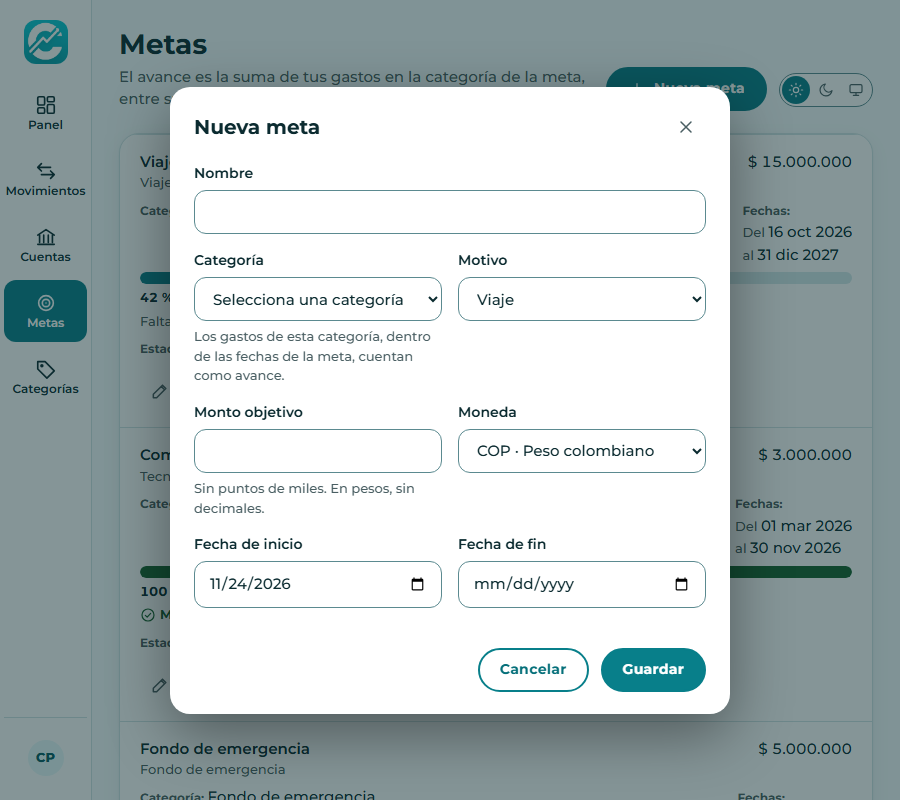 Metas
El avance es la suma de tus gastos en la categoría de la meta,
entre
Nueva meta
Panel
Movimientos
Cuentas
Metas
Categorías
CP
$ 15.000.000
Fechas:
Del 16 oct 2026
al 31 dic 2027
42 %
$ 3.000.000
Fechas:
Del 01 mar 2026
al 30 nov 2026
100
Fondo de emergencia
Fondo de emergencia
$ 5.000.000
Categoría: Fondo de emergencia
Fechas:
Nueva meta
Nombre
Categoría
Motivo
Selecciona una categoría
Viaje
Los gastos de esta categoría, dentro
de las fechas de la meta, cuentan
como avance.
Monto objetivo
Moneda
COP · Peso colombiano
Sin puntos de miles. En pesos, sin
decimales.
Fecha de inicio
Fecha de fin
11/24/2026
mm/dd/yyyy
Cancelar
Guardar